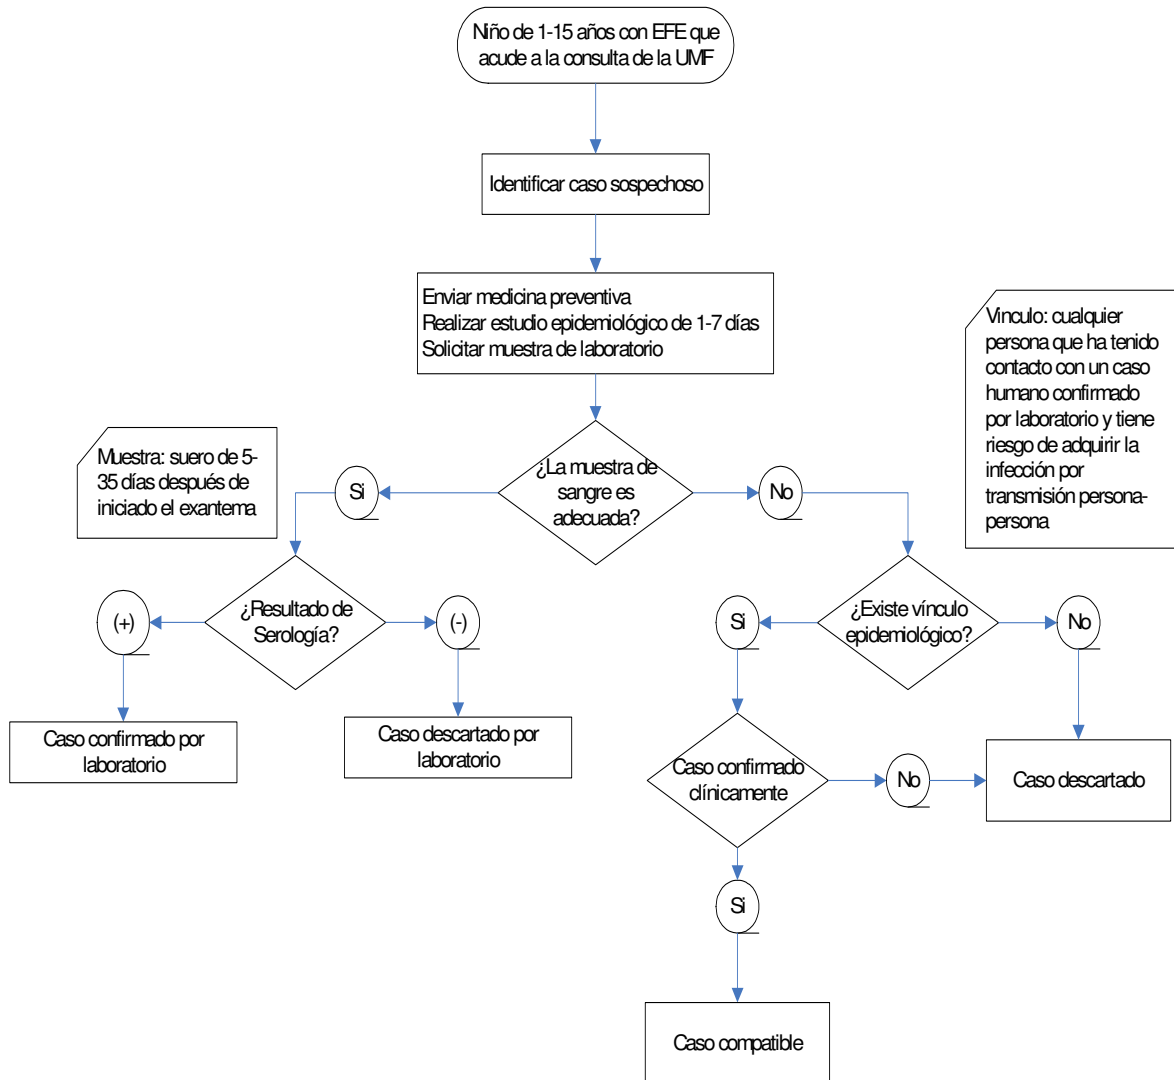 Niño de 1-15 años con EFE que
acude a la consulta de la UMF
Identificar caso sospechoso
Enviar medicina preventiva
Realizar estudio epidemiológico de 1-7 días
Solicitar muestra de laboratorio
Vinculo: cualquier
persona que ha tenido
contacto con un caso
humano confirmado
por laboratorio y tiene
riesgo de adquirir la
infección por
transmisión persona-
persona
Muestra: suero de 5-
35 días después de
iniciado el exantema
Si
¿La muestra de
sangre es
adecuada?
No
(+)
¿Resultado de
Serología?
(-)
Si
¿Existe vínculo
epidemiológico?
No
Caso confirmado por
laboratorio
Caso descartado por
laboratorio
Caso confirmado
clínicamente
No
Caso descartado
Si
Caso compatible